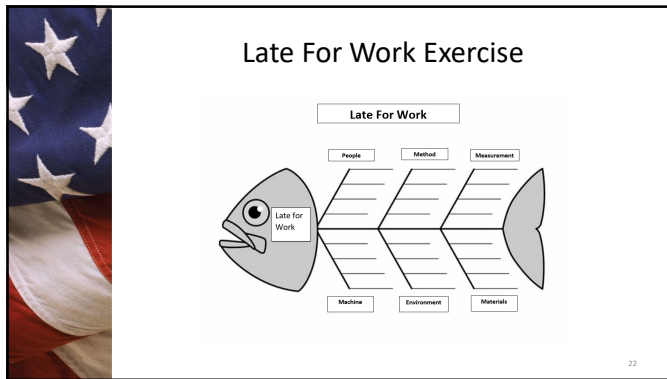 Late For Work Exercise
Late For Work
People
Method
Measurement
Late for
Work
Machine
Environment
Materials
22